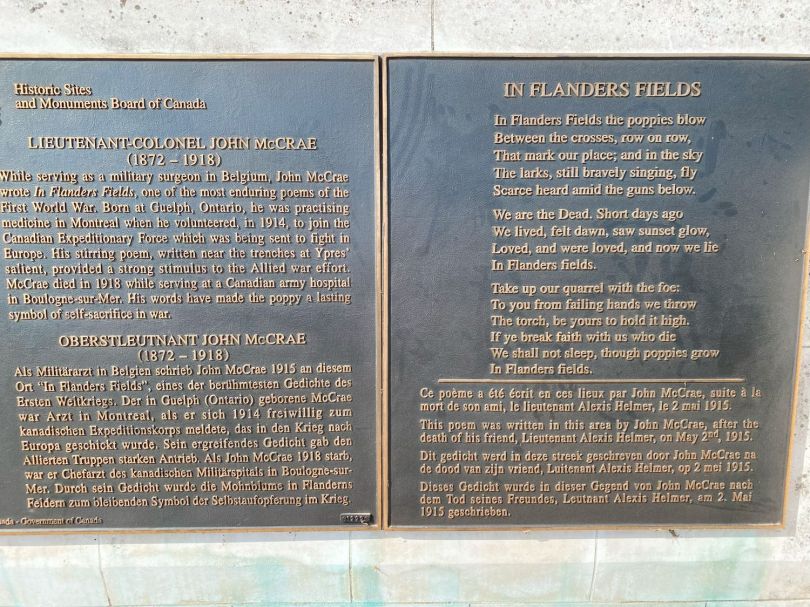 Historic Sites
and Monuments Board of Canada
LIEUTENANT-COLONEL JOHN McCRAE
(1872 – 1918)
While serving as a military surgeon in Belgium, John McCrae
wrote In Flanders Fields, one of the most enduring poems of the
First World War. Born at Guelph, Ontario, he was practising
medicine in Montreal when he volunteered, in 1914, to join the
Canadian Expeditionary Force which was being sent to fight in
Europe. His stirring poem, written near the trenches at Ypres'
salient, provided a strong stimulus to the Allied war effort.
McCrae died in 1918 while serving at a Canadian army hospital
in Boulogne-sur-Mer. His words have made the poppy a lasting
symbol of self-sacrifice in war.
OBERSTLEUTNANT JOHN McCRAE
(1872 – 1918)
Als Militärarzt in Belgien schrieb John McCrae 1915 an diesem
Ort "In Flanders Fields", eines der berühmtesten Gedichte des
Ersten Weltkriegs. Der in Guelph (Ontario) geborene McCrae
war Arzt in Montreal, als er sich 1914 freiwillig zum
kanadischen Expeditionskorps meldete, das in den Krieg nach
Europa geschickt wurde. Sein ergreifendes Gedicht gab den
Allierten Truppen starken Antrieb. Als John McCrae 1918 starb,
war er Chefarzt des kanadischen Militärspitals in Boulogne-sur-
Mer. Durch sein Gedicht wurde die Mohnblume in Flanderns
Feldern zum bleibenden Symbol der Selbstaufopferung im Krieg.
- Government of Canada
IN FLANDERS FIELDS
In Flanders Fields the poppies blow
Between the crosses, row on row,
That mark our place; and in the sky
The larks, still bravely singing, fly
Scarce heard amid the guns below.
We are the Dead. Short days ago
We lived, felt dawn, saw sunset glow,
Loved, and were loved, and now we lie
In Flanders fields.
Take up our quarrel with the foe:
To you from failing hands we throw
The torch, be yours to hold it high.
If ye break faith with us who die
We shall not sleep, though poppies grow
In Flanders fields.
Ce poème a été écrit en ces lieux par John McCrae, suite à la
mort de son ami, le lieutenant Alexis Helmer, le 2 mai 1915.
This poem was written in this area by John McCrae, after the
death of his friend, Lieutenant Alexis Helmer, on May 2nd, 1915.
Dit gedicht werd in deze streek geschreven door John McCrae na
de dood van zijn vriend, Luitenant Alexis Helmer, op 2 mei 1915.
Dieses Gedicht wurde in dieser Gegend von John McCrae nach
dem Tod seines Freundes, Leutnant Alexis Helmer, am 2. Mai
1915 geschrieben.